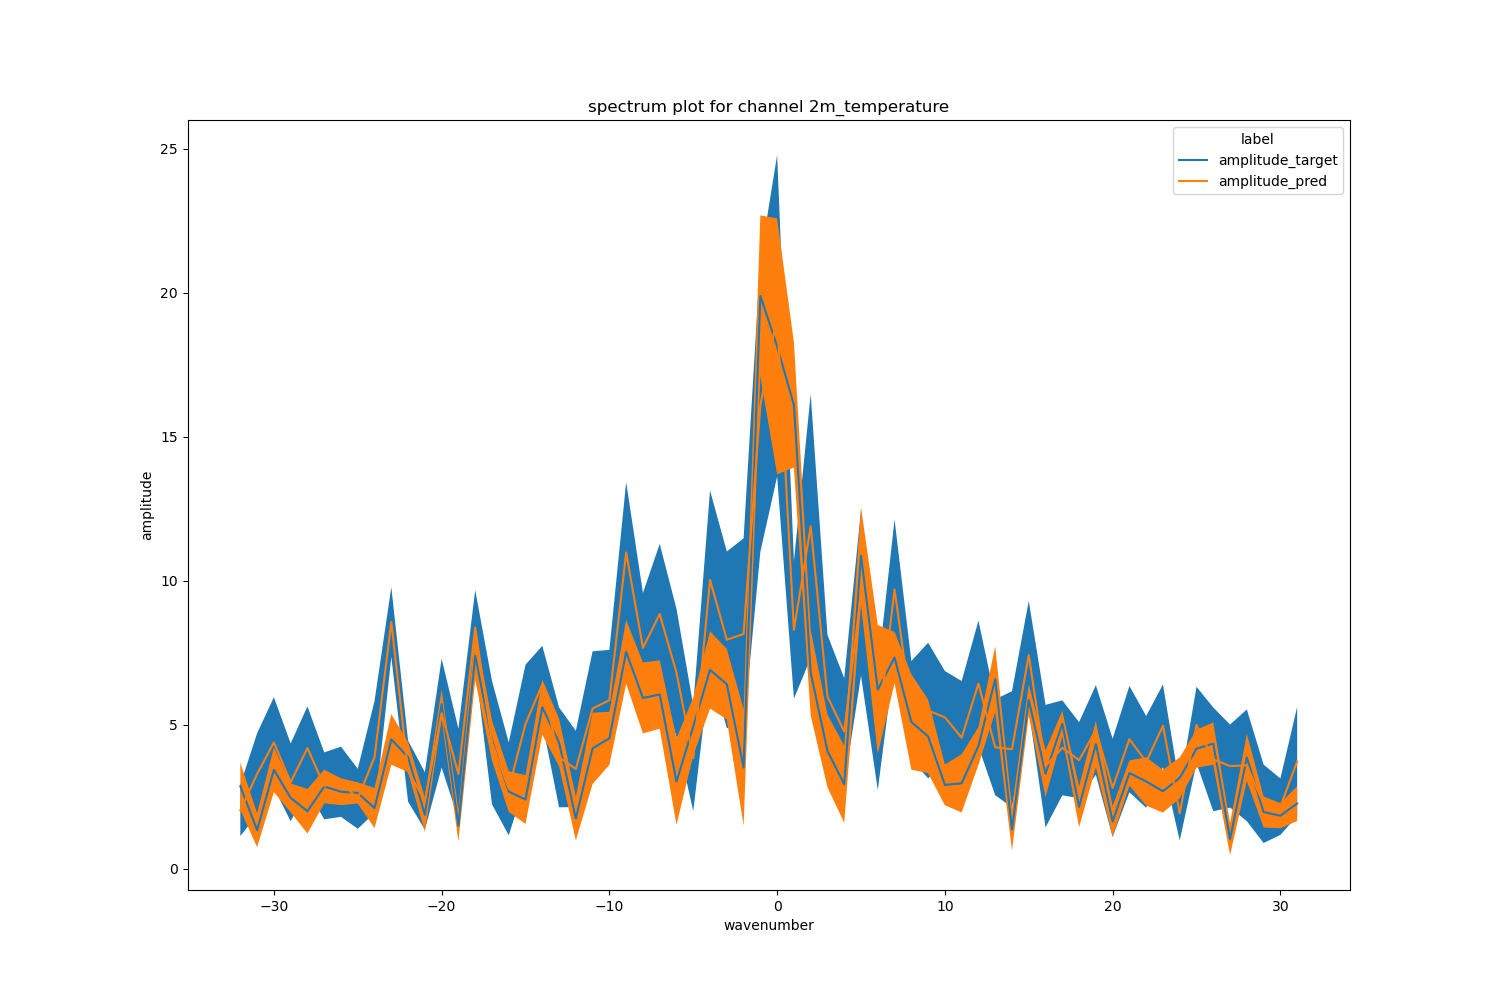 spectrum plot for channel 2m_temperature
label
amplitude_target
amplitude_pred
25
20
15
10
5
0
amplitude
−30
−20
−10
0
10
20
30
wavenumber